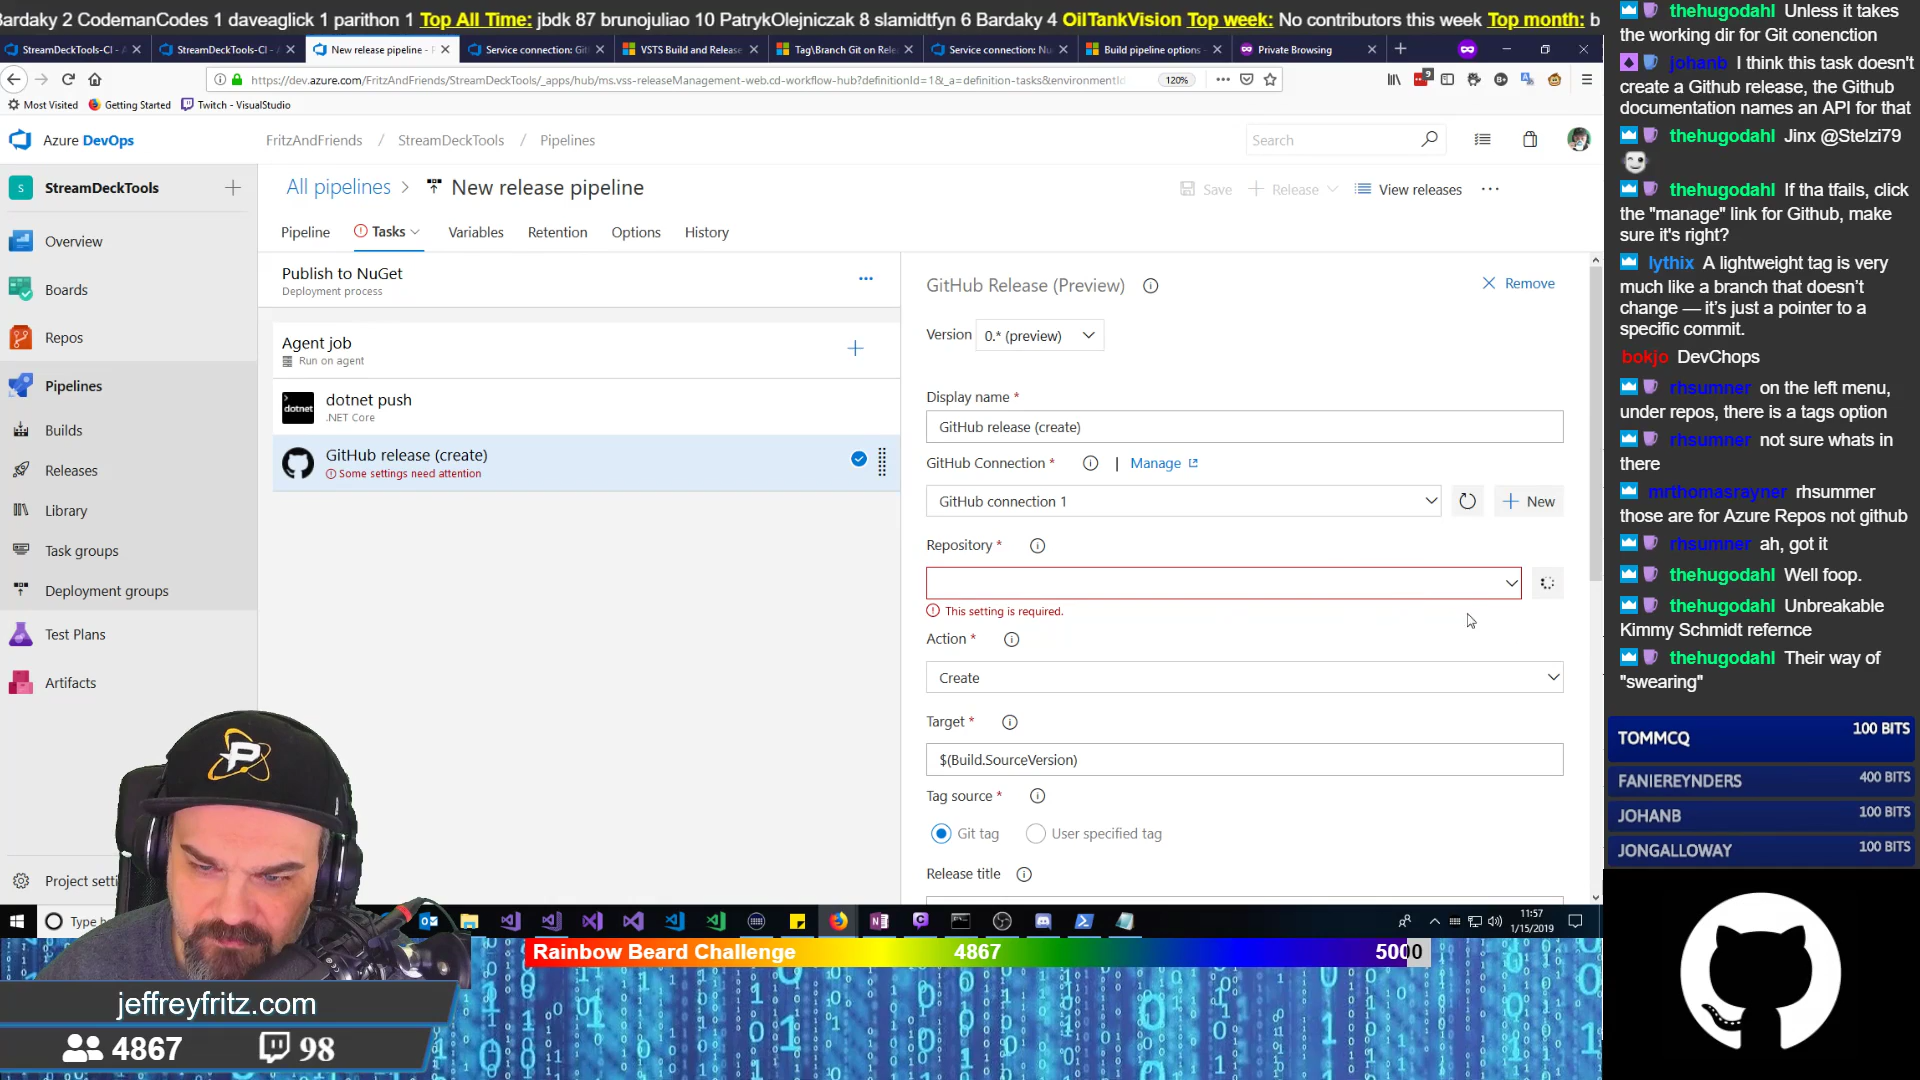 Bardaky 2 CodemanCodes 1 daveaglick 1 parithon 1 Top All Time: jbdk 87 brunojuliao 10 PatrykOlejniczak 8 slamidtfyn 6 Bardaky 4 OilTankVision Top week: No contributors this week Top month: b
StreamDeckTools - A
StreamDeckTools-CI - A
New release pipeline - P
Service connection: Git
VSTS Build and Release
Tag\Branch Git on Rele
Service connection: Nu
Build pipeline options -
Private Browsing
https://dev.azure.com/FritzAndFriends/StreamDeckTools/_apps/hub/ms.vss-releaseManagement-web.cd-workflow-hub?definitionId=1&_a=definition-tasks&environmentId
120%
9
Most Visited
Getting Started
Twitch - VisualStudio
Azure DevOps
FritzAndFriends / StreamDeckTools / Pipelines
Search
S StreamDeckTools
Overview
Boards
Repos
Pipelines
Builds
Releases
Library
Task groups
Deployment groups
Test Plans
Artifacts
Project setti
All pipelines > New release pipeline
Save
Release
View releases
Pipeline
Tasks
Variables
Retention
Options
History
Publish to NuGet
Deployment process
Agent job
Run on agent
dotnet
dotnet push
.NET Core
GitHub release (create)
Some settings need attention
GitHub Release (Preview)
Remove
Version 0.* (preview)
Display name *
GitHub release (create)
GitHub Connection * | Manage
GitHub connection 1
New
Repository *
This setting is required.
Action *
Create
Target *
$(Build.SourceVersion)
Tag source *
Git tag
User specified tag
Release title
Type h
11:57
1/15/2019
Rainbow Beard Challenge 4867 5000
jeffreyfritz.com
4867 98
thehugodahl Unless it takes
the working dir for Git conenction
johanb I think this task doesn't
create a Github release, the Github
documentation names an API for that
thehugodahl Jinx @Stelzi79
thehugodahl If tha tfails, click
the "manage" link for Github, make
sure it's right?
lythix A lightweight tag is very
much like a branch that doesn't
change — it's just a pointer to a
specific commit.
bokjo DevChops
rhsumner on the left menu,
under repos, there is a tags option
rhsumner not sure whats in
there
mrthomasrayner rhsummer
those are for Azure Repos not github
rhsumner ah, got it
thehugodahl Well foop.
thehugodahl Unbreakable
Kimmy Schmidt refernce
thehugodahl Their way of
"swearing"
TOMMCQ 100 BITS
FANIEREYNDERS 400 BITS
JOHANB 100 BITS
JONGALLOWAY 100 BITS